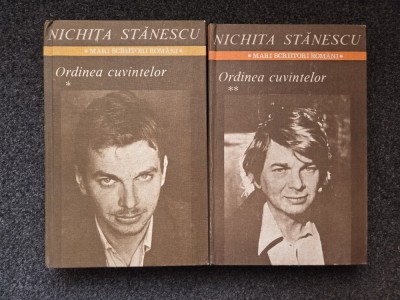 NICHITA STĂNESCU
* MARI SCRIITORI ROMÂNI *
Ordinea cuvintelor
*
NICHITA STĂNESCU
* MARI SCRIITORI ROMÂNI *
Ordinea cuvintelor
**